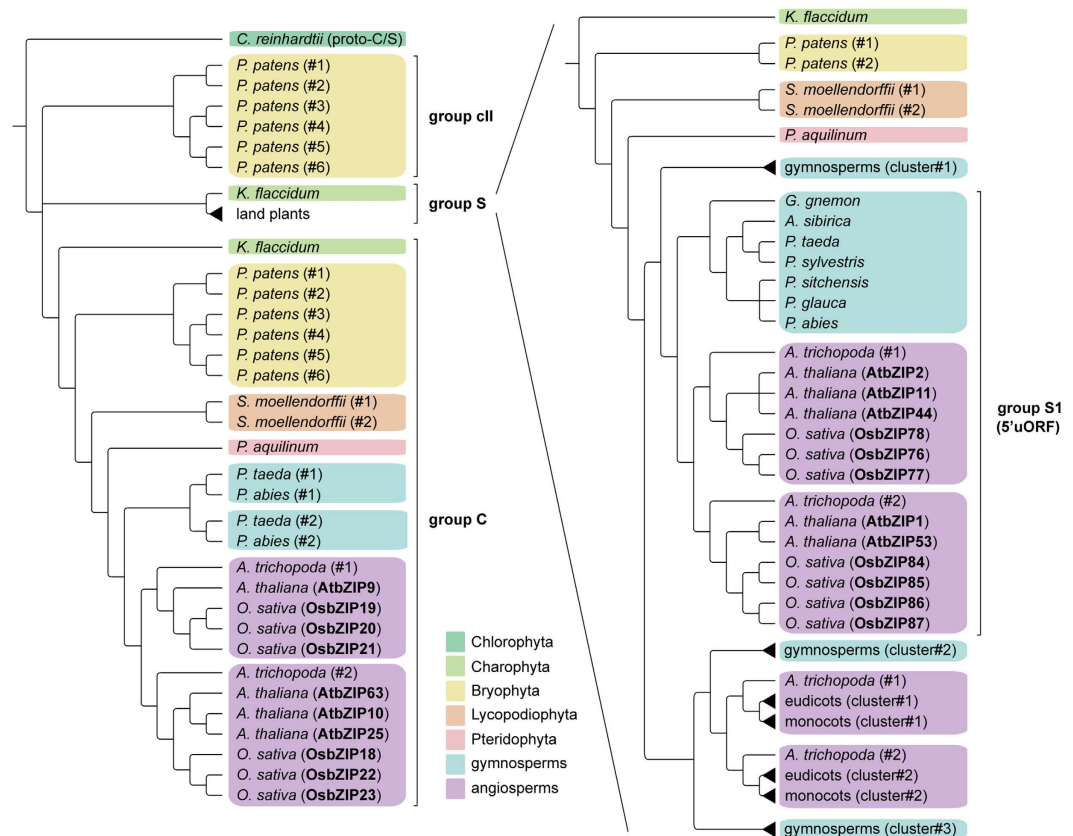 C. reinhardtii (proto-C/S)
P. patens (#1)
P. patens (#2)
P. patens (#3)
P. patens (#4)
P. patens (#5)
P. patens (#6)
group cII
K. flaccidum
land plants
group S
K. flaccidum
P. patens (#1)
P. patens (#2)
P. patens (#3)
P. patens (#4)
P. patens (#5)
P. patens (#6)
S. moellendorffii (#1)
S. moellendorffii (#2)
P. aquilinum
P. taeda (#1)
P. abies (#1)
P. taeda (#2)
P. abies (#2)
group C
A. trichopoda (#1)
A. thaliana (AtbZIP9)
O. sativa (OsbZIP19)
O. sativa (OsbZIP20)
O. sativa (OsbZIP21)
A. trichopoda (#2)
A. thaliana (AtbZIP63)
A. thaliana (AtbZIP10)
A. thaliana (AtbZIP25)
O. sativa (OsbZIP18)
O. sativa (OsbZIP22)
O. sativa (OsbZIP23)
Chlorophyta
Charophyta
Bryophyta
Lycopodiophyta
Pteridophyta
gymnosperms
angiosperms
K. flaccidum
P. patens (#1)
P. patens (#2)
S. moellendorffii (#1)
S. moellendorffii (#2)
P. aquilinum
gymnosperms (cluster#1)
G. gnemon
A. sibirica
P. taeda
P. sylvestris
P. sitchensis
P. glauca
P. abies
A. trichopoda (#1)
A. thaliana (AtbZIP2)
A. thaliana (AtbZIP11)
A. thaliana (AtbZIP44)
O. sativa (OsbZIP78)
O. sativa (OsbZIP76)
O. sativa (OsbZIP77)
group S1
(5'uORF)
A. trichopoda (#2)
A. thaliana (AtbZIP1)
A. thaliana (AtbZIP53)
O. sativa (OsbZIP84)
O. sativa (OsbZIP85)
O. sativa (OsbZIP86)
O. sativa (OsbZIP87)
gymnosperms (cluster#2)
A. trichopoda (#1)
eudicots (cluster#1)
monocots (cluster#1)
A. trichopoda (#2)
eudicots (cluster#2)
monocots (cluster#2)
gymnosperms (cluster#3)